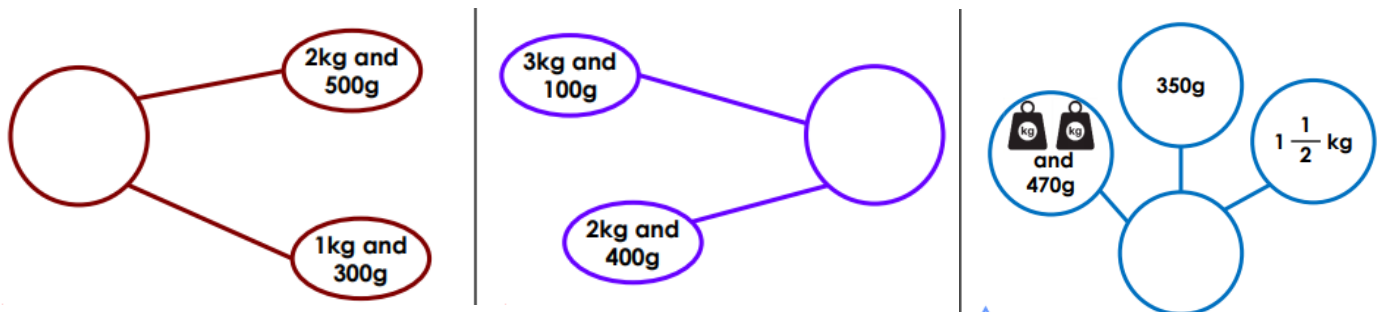 2kg and
500g
1kg and
300g
3kg and
100g
2kg and
400g
kg kg
and
470g
350g
1 1/2 kg